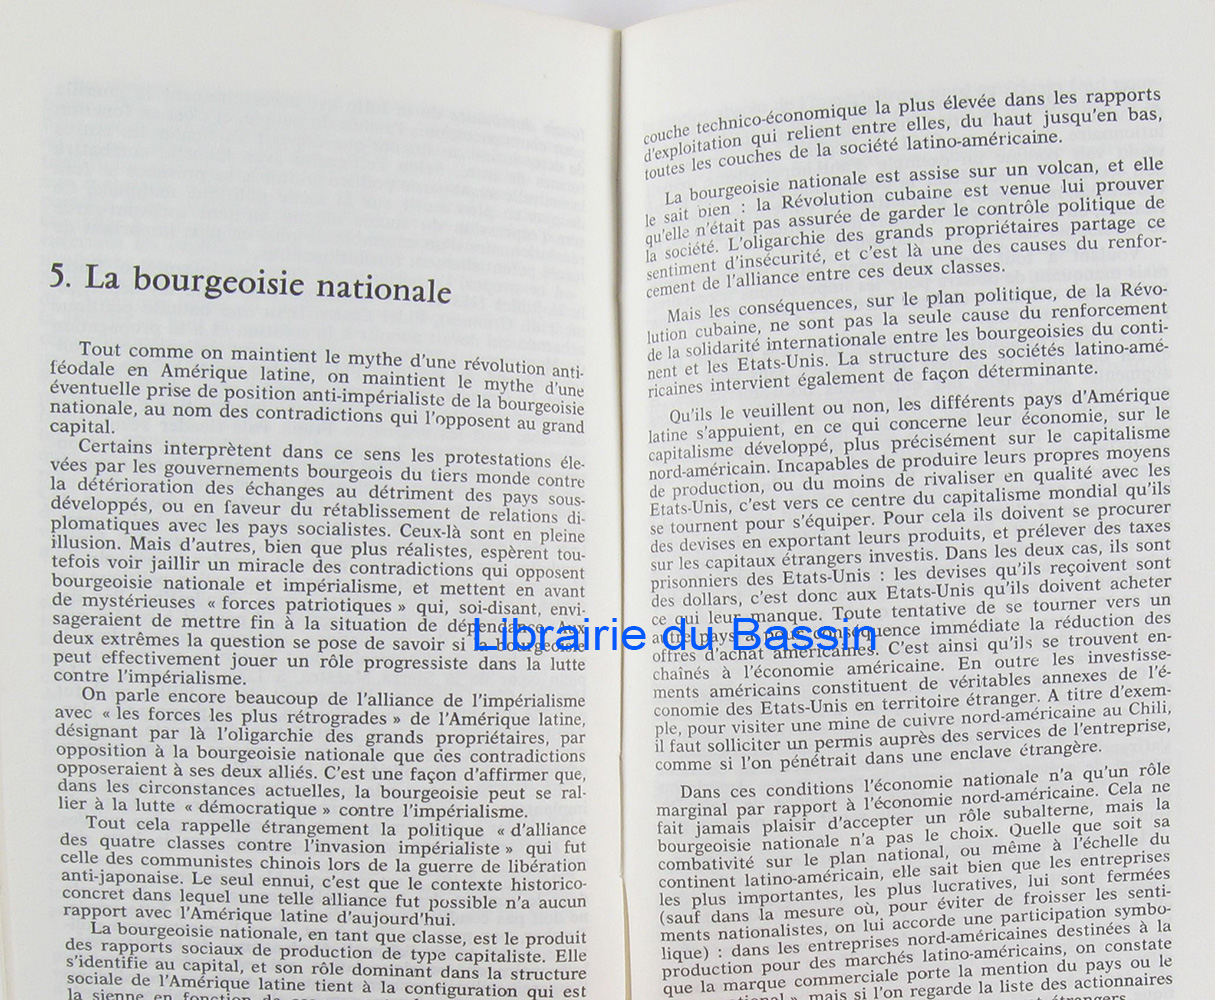 5. La bourgeoisie nationale
Tout comme on maintient le mythe d'une révolution anti-
féodale en Amérique latine, on maintient le mythe d'une
éventuelle prise de position anti-impérialiste de la bourgeoisie
nationale, au nom des contradictions qui l'opposent au grand
capital.
Certains interprètent dans ce sens les protestations éle-
vées par les gouvernements bourgeois du tiers monde contre
la détérioration des échanges au détriment des pays sous-
développés, ou en faveur du rétablissement de relations di-
plomatiques avec les pays socialistes. Ceux-là sont en pleine
illusion. Mais d'autres, bien que plus réalistes, espèrent tou-
tefois voir jaillir un miracle des contradictions qui opposent
bourgeoisie nationale et impérialisme, et mettent en avant
de mystérieuses « forces patriotiques » qui, soi-disant, envi-
sageraient de mettre fin à la situation de dépendance. Aux
deux extrêmes la question se pose de savoir si la bourgeoisie
peut effectivement jouer un rôle progressiste dans la lutte
contre l'impérialisme.
On parle encore beaucoup de l'alliance de l'impérialisme
avec « les forces les plus rétrogrades » de l'Amérique latine,
désignant par là l'oligarchie des grands propriétaires, par
opposition à la bourgeoisie nationale que des contradictions
opposeraient à ses deux alliés. C'est une façon d'affirmer que,
dans les circonstances actuelles, la bourgeoisie peut se ral-
lier à la lutte « démocratique » contre l'impérialisme.
Tout cela rappelle étrangement la politique « d'alliance
des quatre classes contre l'invasion impérialiste » qui fut
celle des communistes chinois lors de la guerre de libération
anti-japonaise. Le seul ennui, c'est que le contexte historico-
concret dans lequel une telle alliance fut possible n'a aucun
rapport avec l'Amérique latine d'aujourd'hui.
La bourgeoisie nationale, en tant que classe, est le produit
des rapports sociaux de production de type capitaliste. Elle
s'identifie au capital, et son rôle dominant dans la structure
sociale de l'Amérique latine tient à la configuration qui est
la sienne en fonction de
couche technico-économique la plus élevée dans les rapports
d'exploitation qui relient entre elles, du haut jusqu'en bas,
toutes les couches de la société latino-américaine.
La bourgeoisie nationale est assise sur un volcan, et elle
le sait bien : la Révolution cubaine est venue lui prouver
qu'elle n'était pas assurée de garder le contrôle politique de
la société. L'oligarchie des grands propriétaires partage ce
sentiment d'insécurité, et c'est là une des causes du renfor-
cement de l'alliance entre ces deux classes.
Mais les conséquences, sur le plan politique, de la Révo-
lution cubaine, ne sont pas la seule cause du renforcement
de la solidarité internationale entre les bourgeoisies du conti-
nent et les Etats-Unis. La structure des sociétés latino-amé-
ricaines intervient également de façon déterminante.
Qu'ils le veuillent ou non, les différents pays d'Amérique
latine s'appuient, en ce qui concerne leur économie, sur le
capitalisme développé, plus précisément sur le capitalisme
nord-américain. Incapables de produire leurs propres moyens
de production, ou du moins de rivaliser en qualité avec les
Etats-Unis, c'est vers ce centre du capitalisme mondial qu'ils
se tournent pour s'équiper. Pour cela ils doivent se procurer
des devises en exportant leurs produits, et prélever des taxes
sur les capitaux étrangers investis. Dans les deux cas, ils sont
prisonniers des Etats-Unis : les devises qu'ils reçoivent sont
des dollars, c'est donc aux Etats-Unis qu'ils doivent acheter
ce qui leur manque. Toute tentative de se tourner vers un
autre pays a pour conséquence immédiate la réduction des
offres d'achat américaines. C'est ainsi qu'ils se trouvent en-
chaînés à l'économie américaine. En outre les investisse-
ments américains constituent de véritables annexes de l'é-
conomie des Etats-Unis en territoire étranger. A titre d'exem-
ple, pour visiter une mine de cuivre nord-américaine au Chili,
il faut solliciter un permis auprès des services de l'entreprise,
comme si l'on pénétrait dans une enclave étrangère.
Dans ces conditions l'économie nationale n'a qu'un rôle
marginal par rapport à l'économie nord-américaine. Cela ne
fait jamais plaisir d'accepter un rôle subalterne, mais la
bourgeoisie nationale n'a pas le choix. Quelle que soit sa
combativité sur le plan national, ou même à l'échelle du
continent latino-américain, elle sait bien que les entreprises
les plus importantes, les plus lucratives, lui sont fermées
(sauf dans la mesure où, pour éviter de froisser les senti-
ments nationalistes, on lui accorde une participation symbo-
lique) : dans les entreprises nord-américaines destinées à la
production pour des marchés latino-américains, on constate
que la marque commerciale porte la mention du pays ou le
mais si l'on regarde la liste des actionnaires
étrangers
Librairie du Bassin